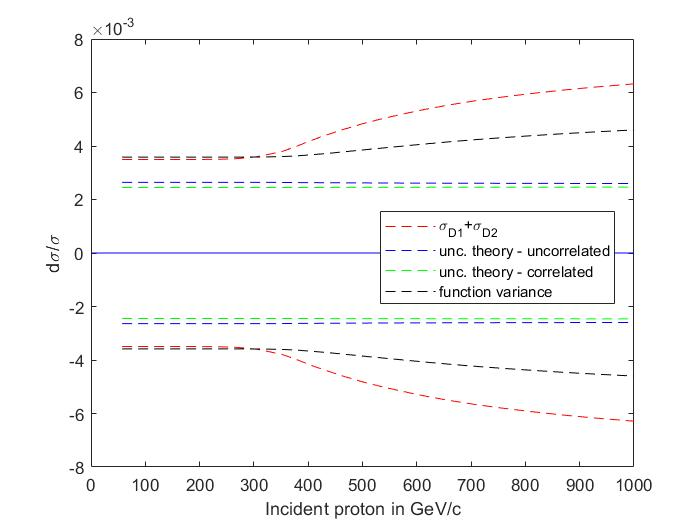 ×10-3
8
6
4
2
0
-2
-4
-6
-8
dσ/σ
σD1+σD2
unc. theory - uncorrelated
unc. theory - correlated
function variance
0 100 200 300 400 500 600 700 800 900 1000
Incident proton in GeV/c